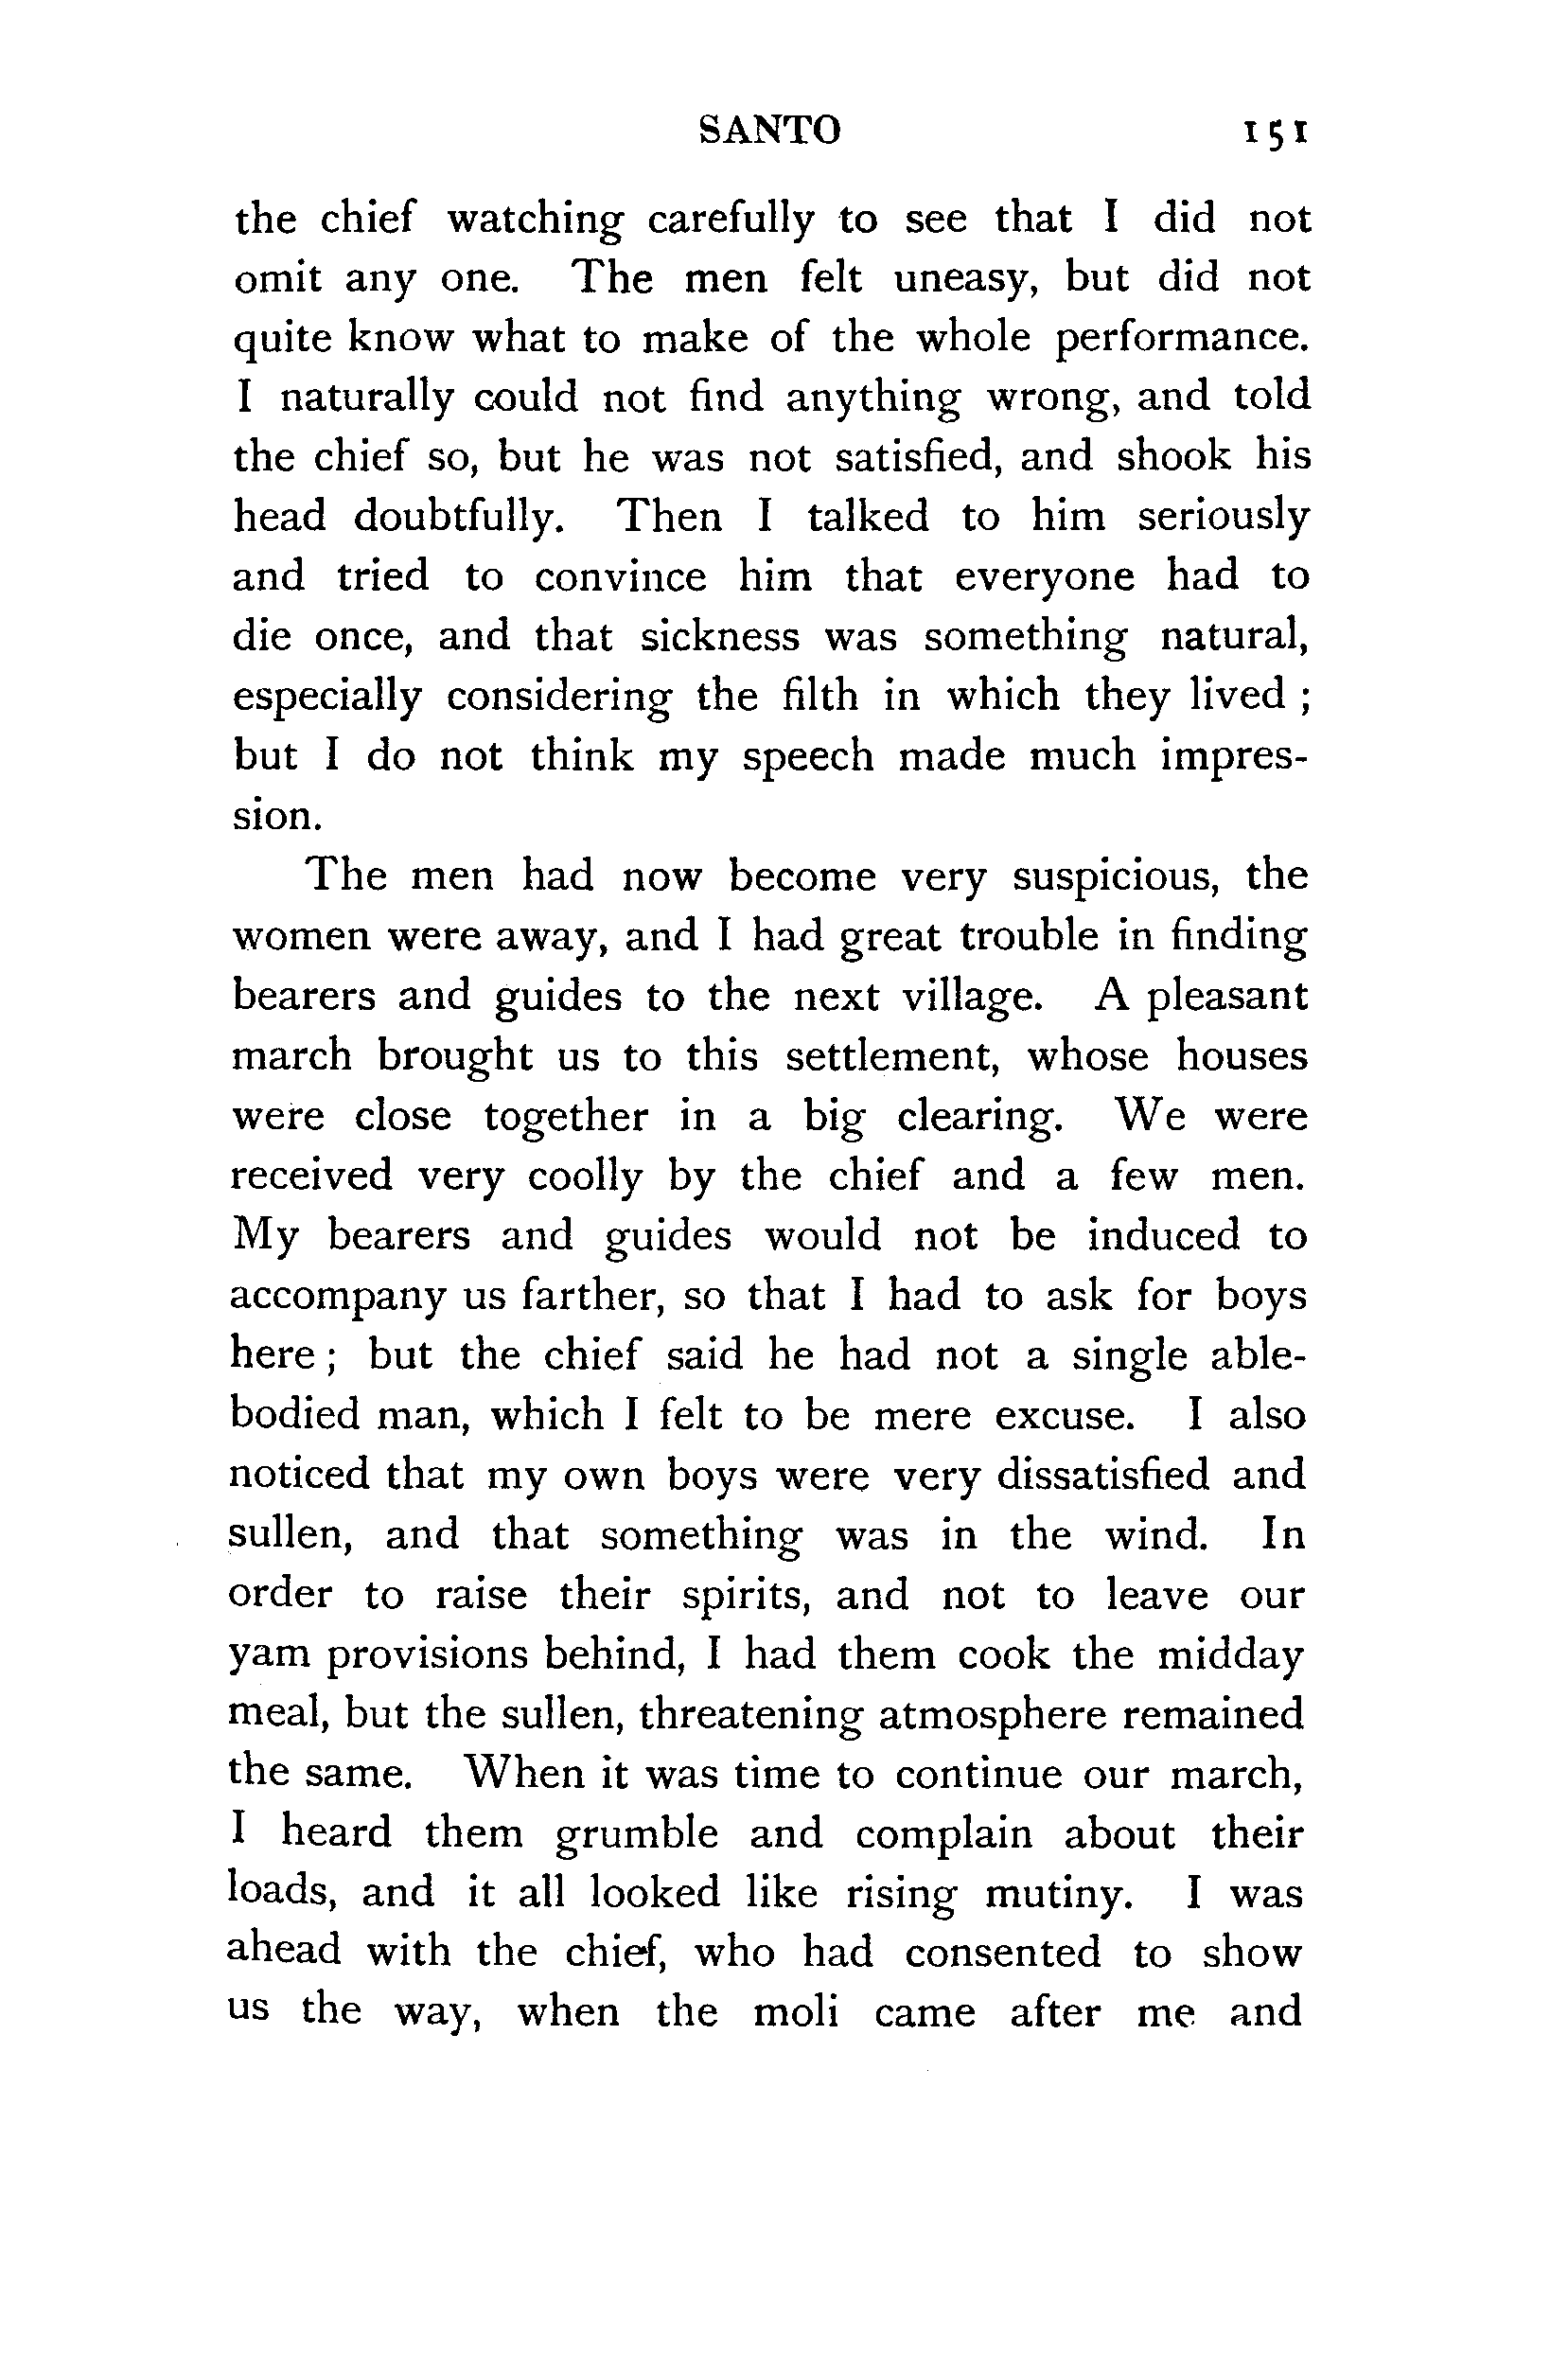 SANTO 151
the chief watching carefully to see that I did not
omit any one. The men felt uneasy, but did not
quite know what to make of the whole performance.
I naturally could not find anything wrong, and told
the chief so, but he was not satisfied, and shook his
head doubtfully. Then I talked to him seriously
and tried to convince him that everyone had to
die once, and that sickness was something natural,
especially considering the filth in which they lived ;
but I do not think my speech made much impres-
sion.
The men had now become very suspicious, the
women were away, and I had great trouble in finding
bearers and guides to the next village. A pleasant
march brought us to this settlement, whose houses
were close together in a big clearing. We were
received very coolly by the chief and a few men.
My bearers and guides would not be induced to
accompany us farther, so that I had to ask for boys
here ; but the chief said he had not a single able-
bodied man, which I felt to be mere excuse. I also
noticed that my own boys were very dissatisfied and
sullen, and that something was in the wind. In
order to raise their spirits, and not to leave our
yam provisions behind, I had them cook the midday
meal, but the sullen, threatening atmosphere remained
the same. When it was time to continue our march,
I heard them grumble and complain about their
loads, and it all looked like rising mutiny. I was
ahead with the chief, who had consented to show
us the way, when the moli came after me and